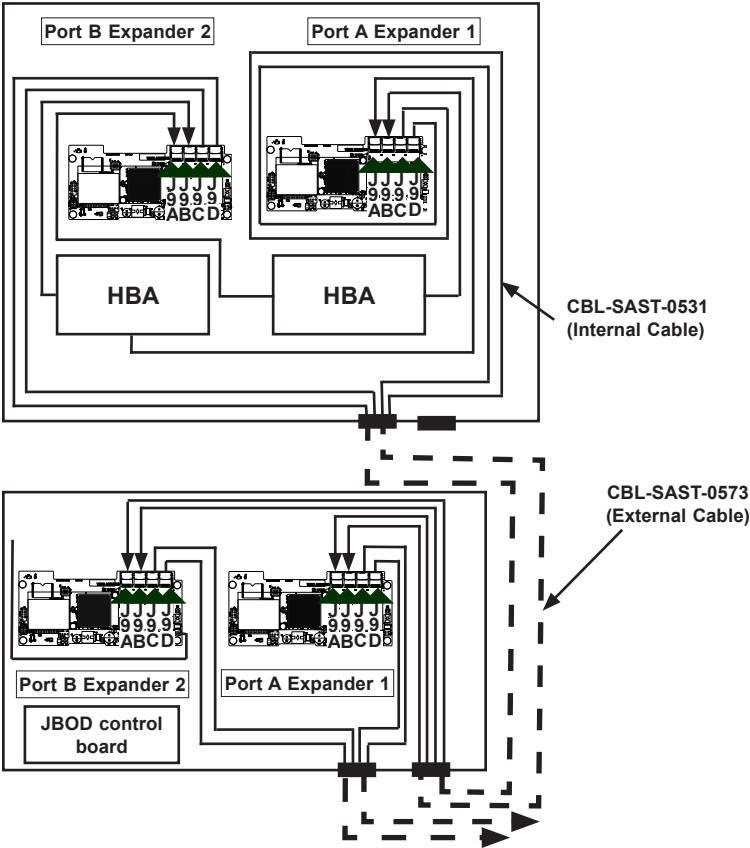 Port B Expander 2
Port A Expander 1
J J J J
9 9 9 9
A B C D
J J J J
9 9 9 9
A B C D
HBA
HBA
CBL-SAST-0531
(Internal Cable)
CBL-SAST-0573
(External Cable)
J J J J
9 9 9 9
A B C D
J J J J
9 9 9 9
A B C D
Port B Expander 2
Port A Expander 1
JBOD control
board